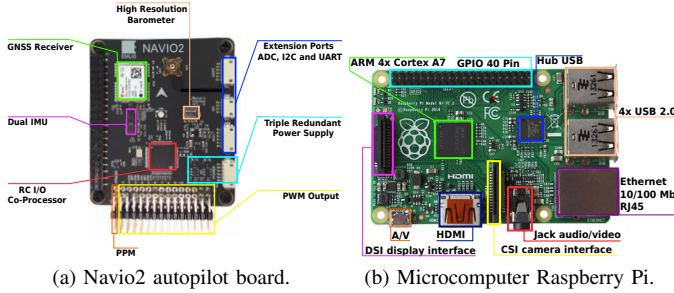 High Resolution
Barometer
GNSS Receiver
EMLID
NAVIO2
Extension Ports
ADC, I2C and UART
Dual IMU
Triple Redundant
Power Supply
RC I/O
Co-Processor
PWM Output
PPM
(a) Navio2 autopilot board.
ARM 4x Cortex A7
GPIO 40 Pin
Hub USB
4x USB 2.0
HDMI
Ethernet
10/100 Mb
RJ45
A/V
HDMI
Jack audio/video
DSI display interface
CSI camera interface
(b) Microcomputer Raspberry Pi.